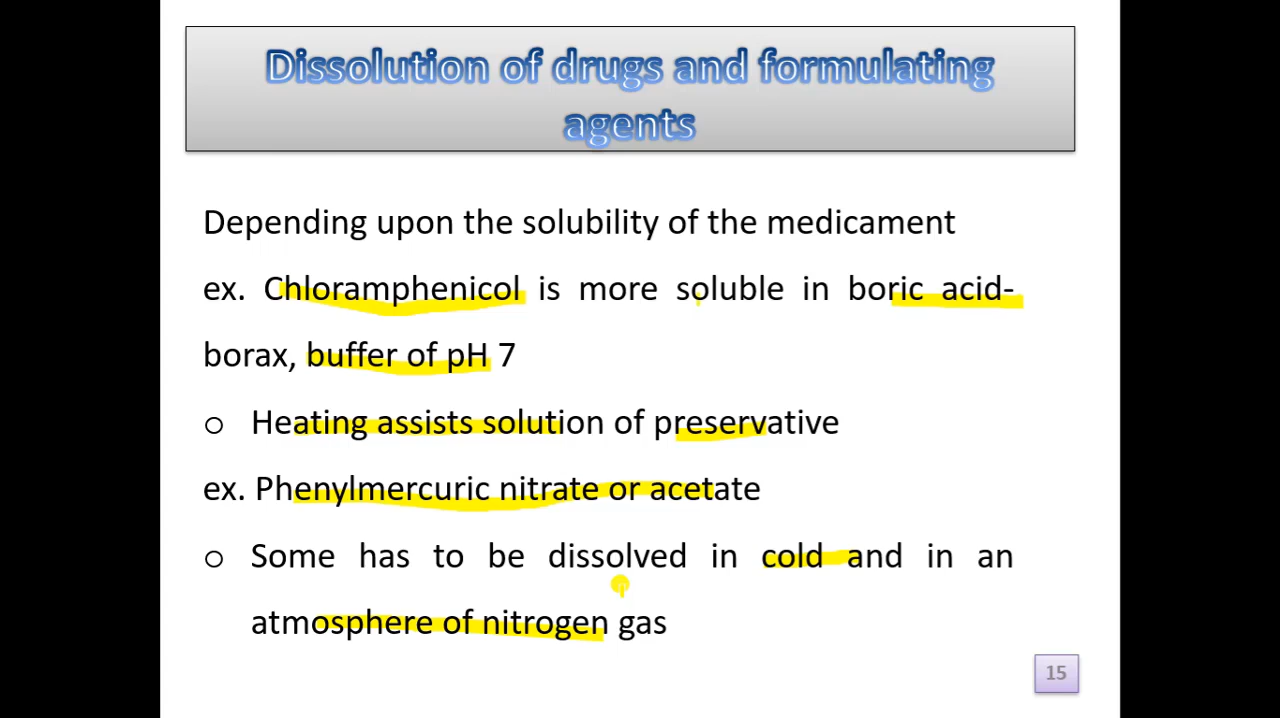 Dissolution of drugs and formulating
agents
Depending upon the solubility of the medicament
ex. Chloramphenicol is more soluble in boric acid-
borax, buffer of pH 7
o Heating assists solution of preservative
ex. Phenylmercuric nitrate or acetate
o Some has to be dissolved in cold and in an
atmosphere of nitrogen gas
15